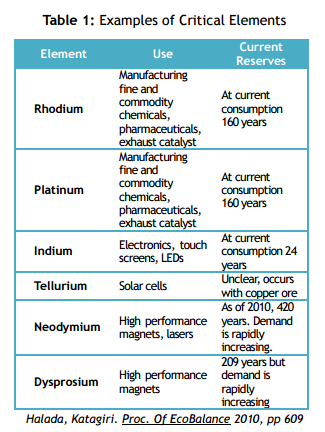 Table 1: Examples of Critical Elements
Element Use Current
Reserves
Rhodium
Manufacturing
fine and
commodity
chemicals,
pharmaceuticals,
exhaust catalyst
At current
consumption
160 years
Platinum
Manufacturing
fine and
commodity
chemicals,
pharmaceuticals,
exhaust catalyst
At current
consumption
160 years
Indium
Electronics, touch
screens, LEDs
At current
consumption 24
years
Tellurium
Solar cells
Unclear, occurs
with copper ore
Neodymium
High performance
magnets, lasers
As of 2010, 420
years. Demand
is rapidly
increasing.
Dysprosium
High performance
magnets
209 years but
demand is
rapidly
increasing
Halada, Katagiri. Proc. Of EcoBalance 2010, pp 609